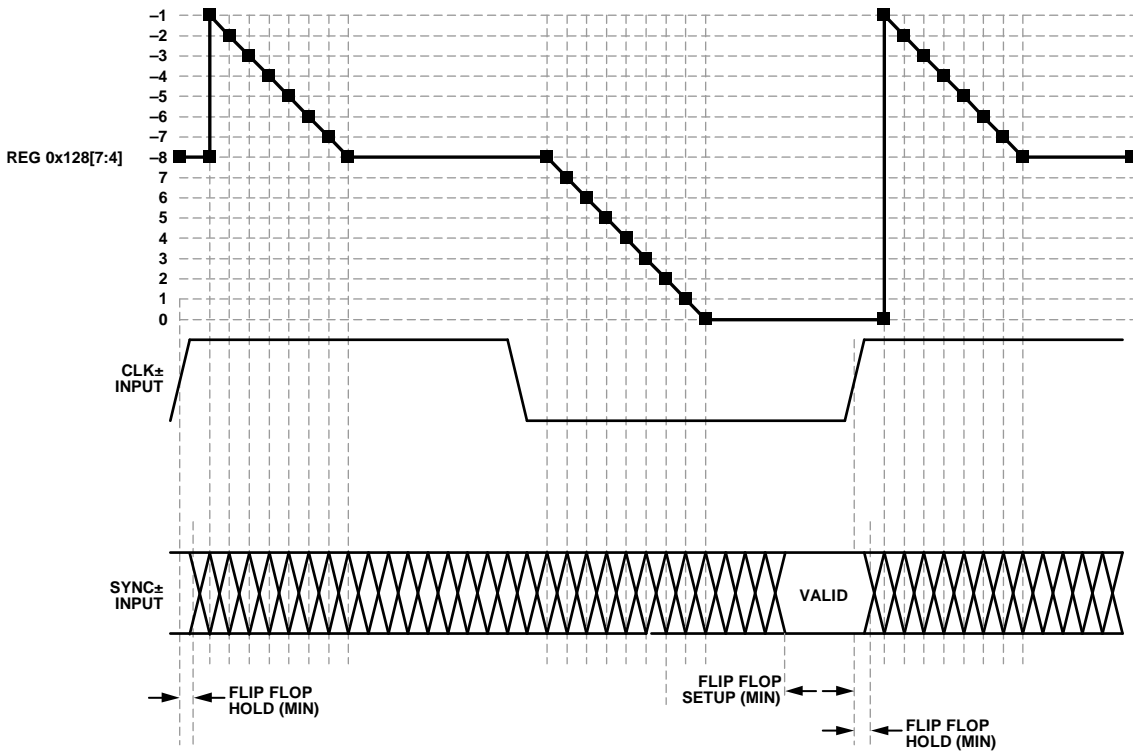 –1
–2
–3
–4
–5
–6
–7
REG 0x128[7:4] –8
7
6
5
4
3
2
1
0
CLK±
INPUT
SYNC±
INPUT
VALID
FLIP FLOP
HOLD (MIN)
FLIP FLOP
SETUP (MIN)
FLIP FLOP
HOLD (MIN)